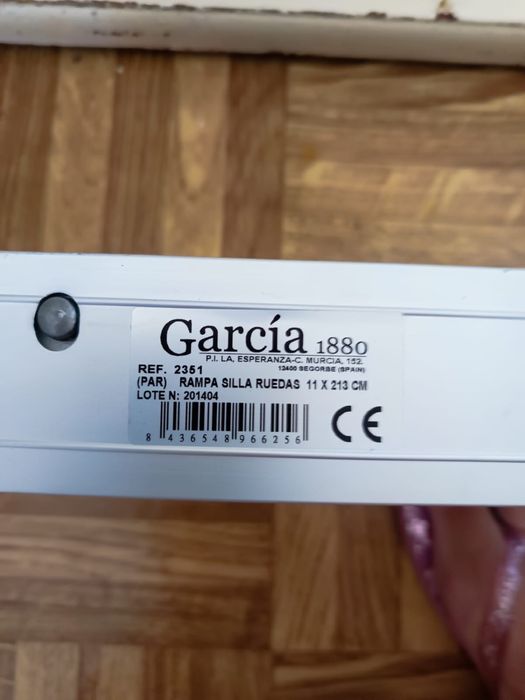 García 1880
P.I. LA, ESPERANZA-C. MURCIA, 152.
12400 SEGORBE (SPAIN)
REF. 2351
(PAR) RAMPA SILLA RUEDAS 11 X 213 CM
LOTE N: 201404
8 436548 966256
CE